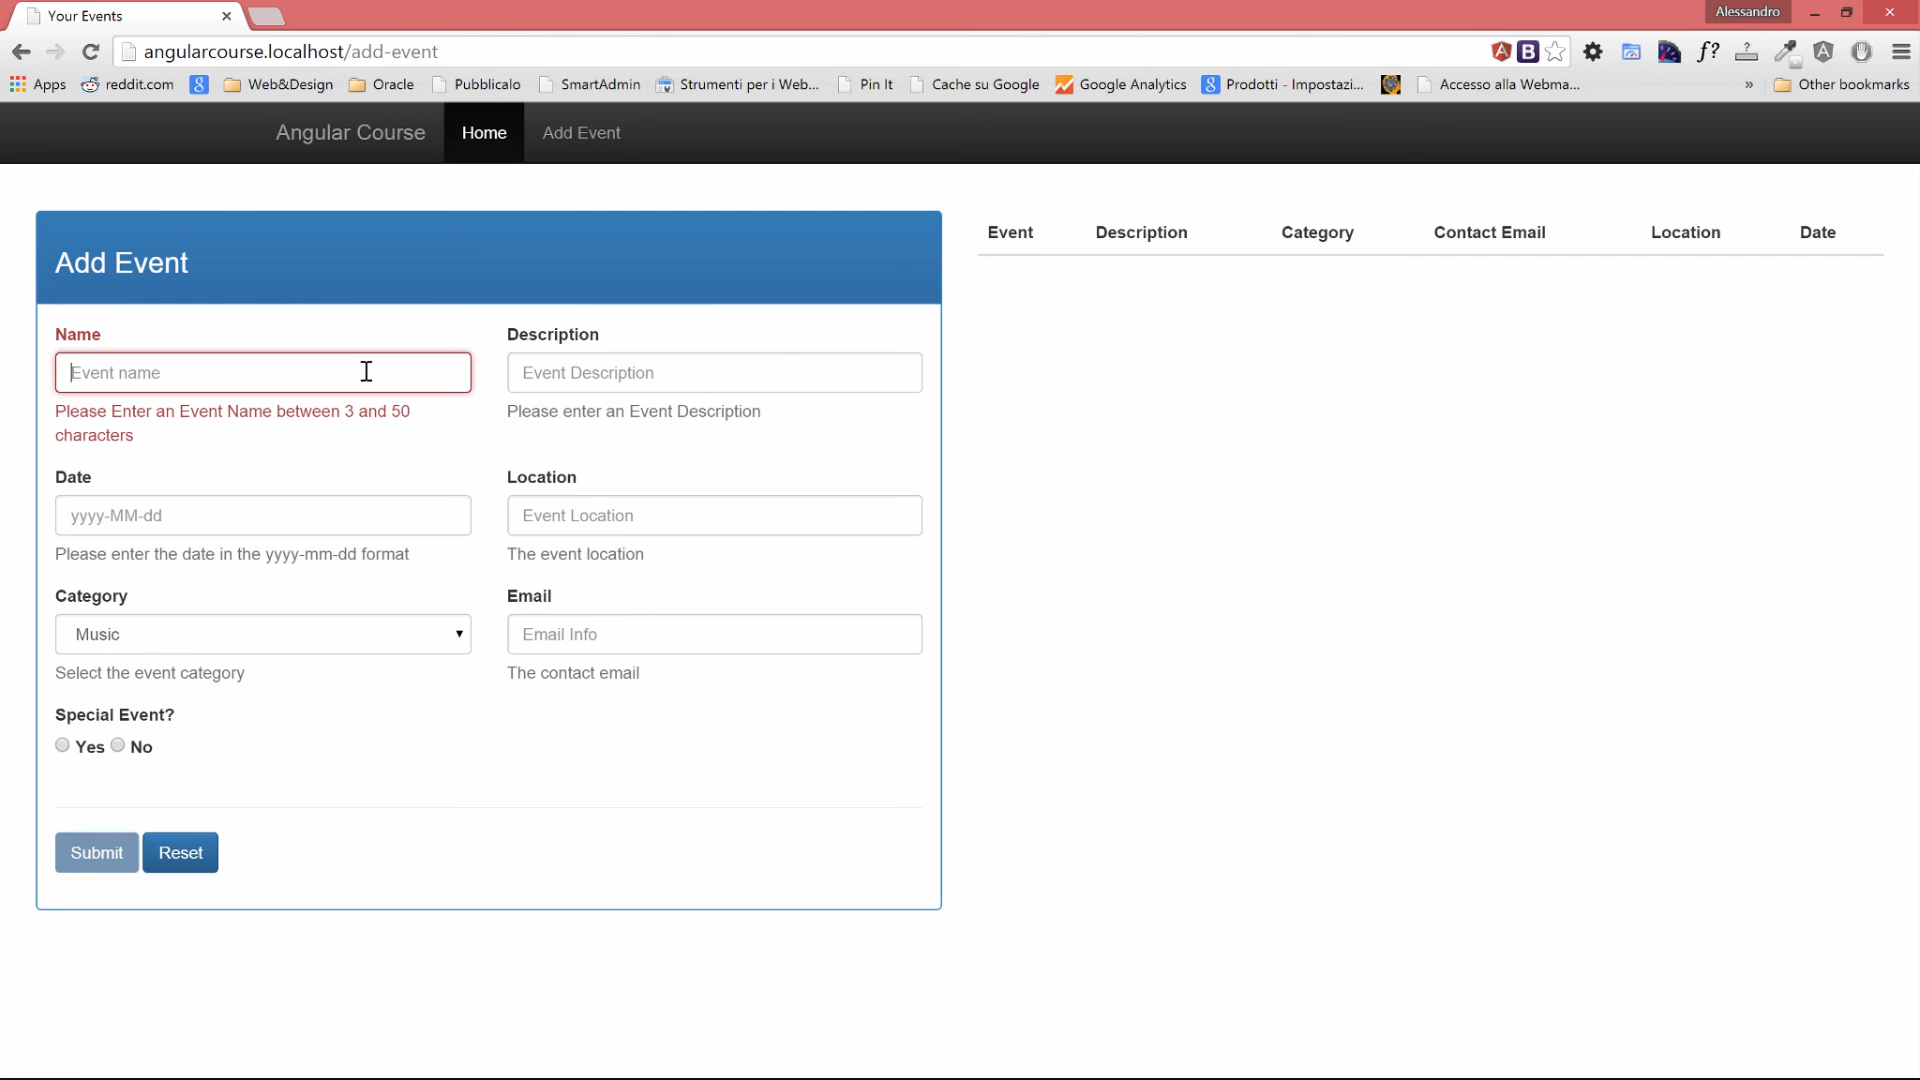 Your Events
Alessandro
angularcourse.localhost/add-event
Apps reddit.com Web&Design Oracle Pubblicalo SmartAdmin Strumenti per i Web... Pin It Cache su Google Google Analytics Prodotti - Impostazi... Accesso alla Webma... » Other bookmarks
Angular Course Home Add Event
Add Event
Event Description Category Contact Email Location Date
Name Description
Event name Event Description
Please Enter an Event Name between 3 and 50 Please enter an Event Description
characters
Date Location
yyyy-MM-dd Event Location
Please enter the date in the yyyy-mm-dd format The event location
Category Email
Music Email Info
Select the event category The contact email
Special Event?
Yes No
Submit Reset